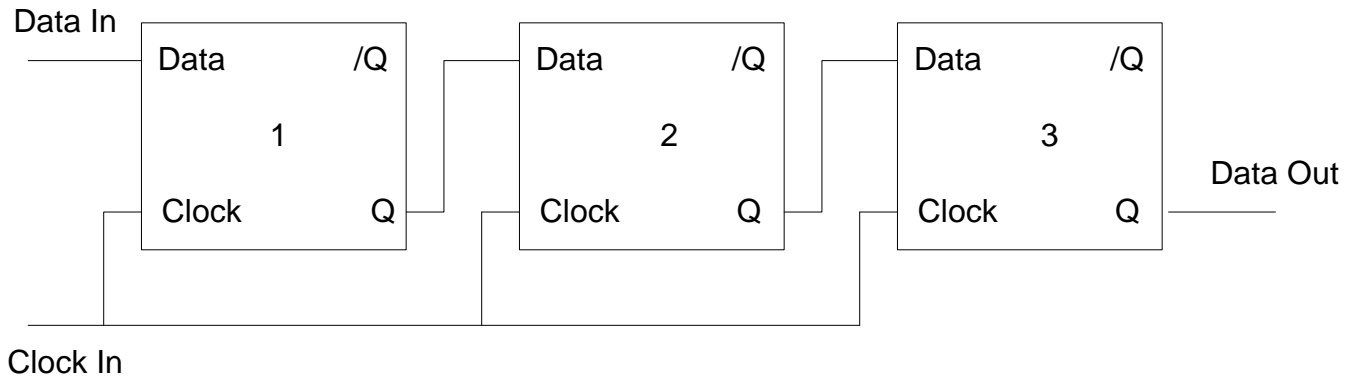 Data In
Data /Q
1
Clock Q
Data /Q
2
Clock Q
Data /Q
3
Clock Q
Data Out
Clock In